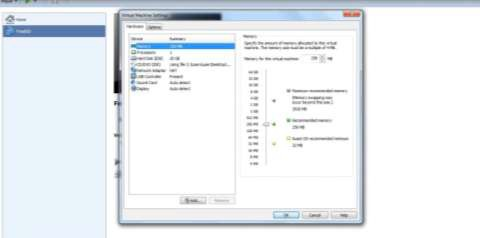 Home
FreeBSD
Virtual Machine Settings
Hardware Options
Device Summary
Memory 256 MB
Processors 1
Hard Disk (IDE) 20 GB
CD/DVD (IDE) Using file
Network Adapter NAT
USB Controller Present
Sound Card Auto detect
Display Auto detect
Add... Remove
Memory
Specify the amount of memory allocated to this virtual
machine. The memory size must be a multiple of 4 MB.
Memory for this virtual machine: 256 MB
64 GB
32 GB
16 GB
8 GB
4 GB
2 GB
1 GB
512 MB
256 MB
128 MB
64 MB
32 MB
16 MB
8 MB
4 MB
Maximum recommended memory
(Memory swapping may
occur beyond this size.)
Recommended memory
256 MB
Guest OS recommended minimum
32 MB
OK Cancel Help